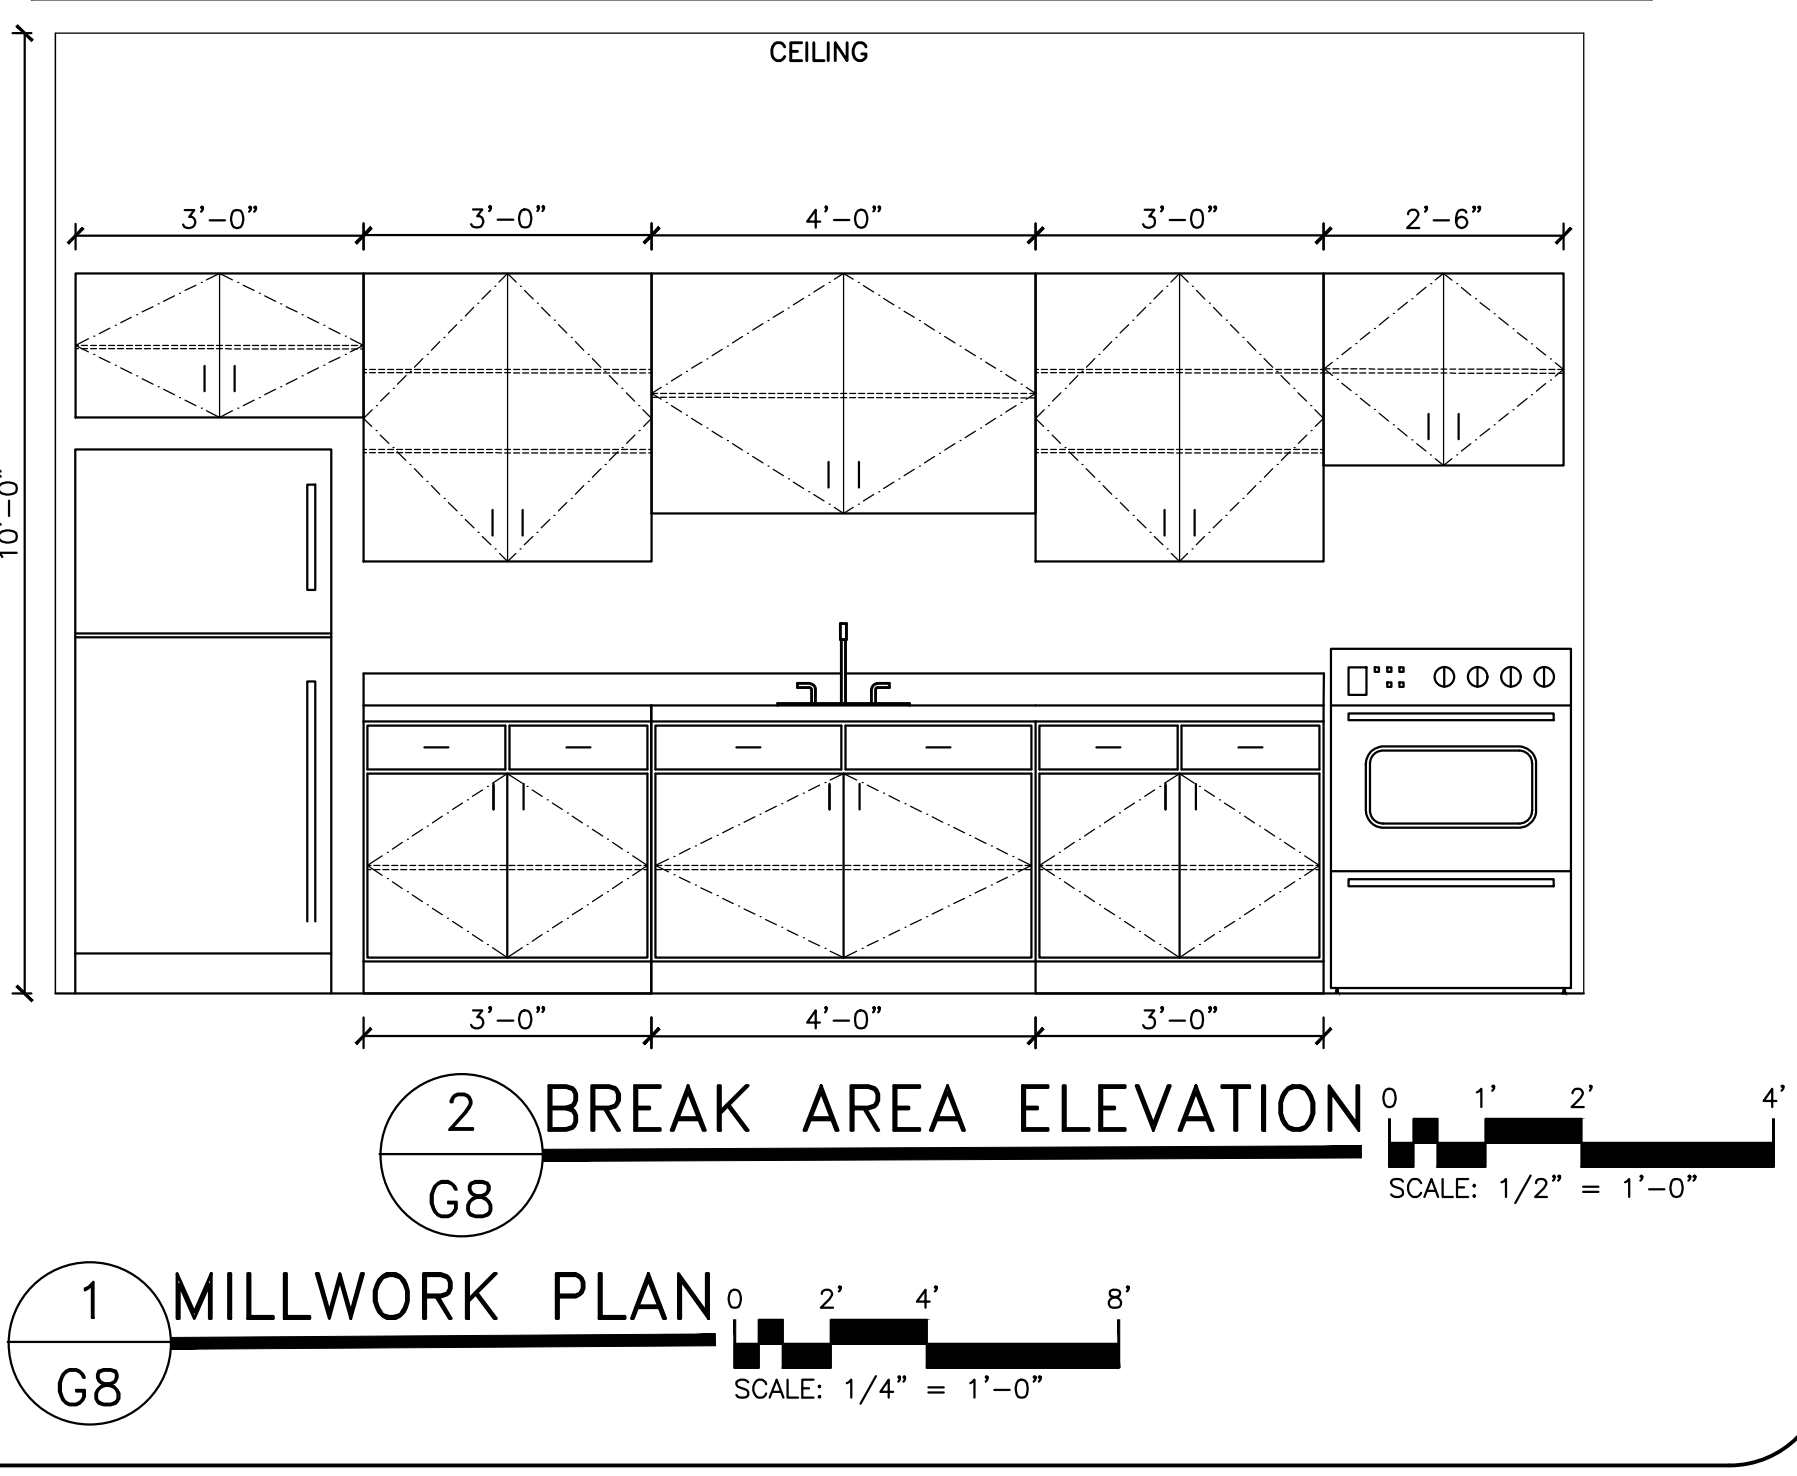 CEILING
3'-0" 3'-0" 4'-0" 3'-0" 2'-6"
10'-0"
3'-0" 4'-0" 3'-0"
2
G8
BREAK AREA ELEVATION
0 1' 2' 4'
SCALE: 1/2" = 1'-0"
1
G8
MILLWORK PLAN
0 2' 4' 8'
SCALE: 1/4" = 1'-0"